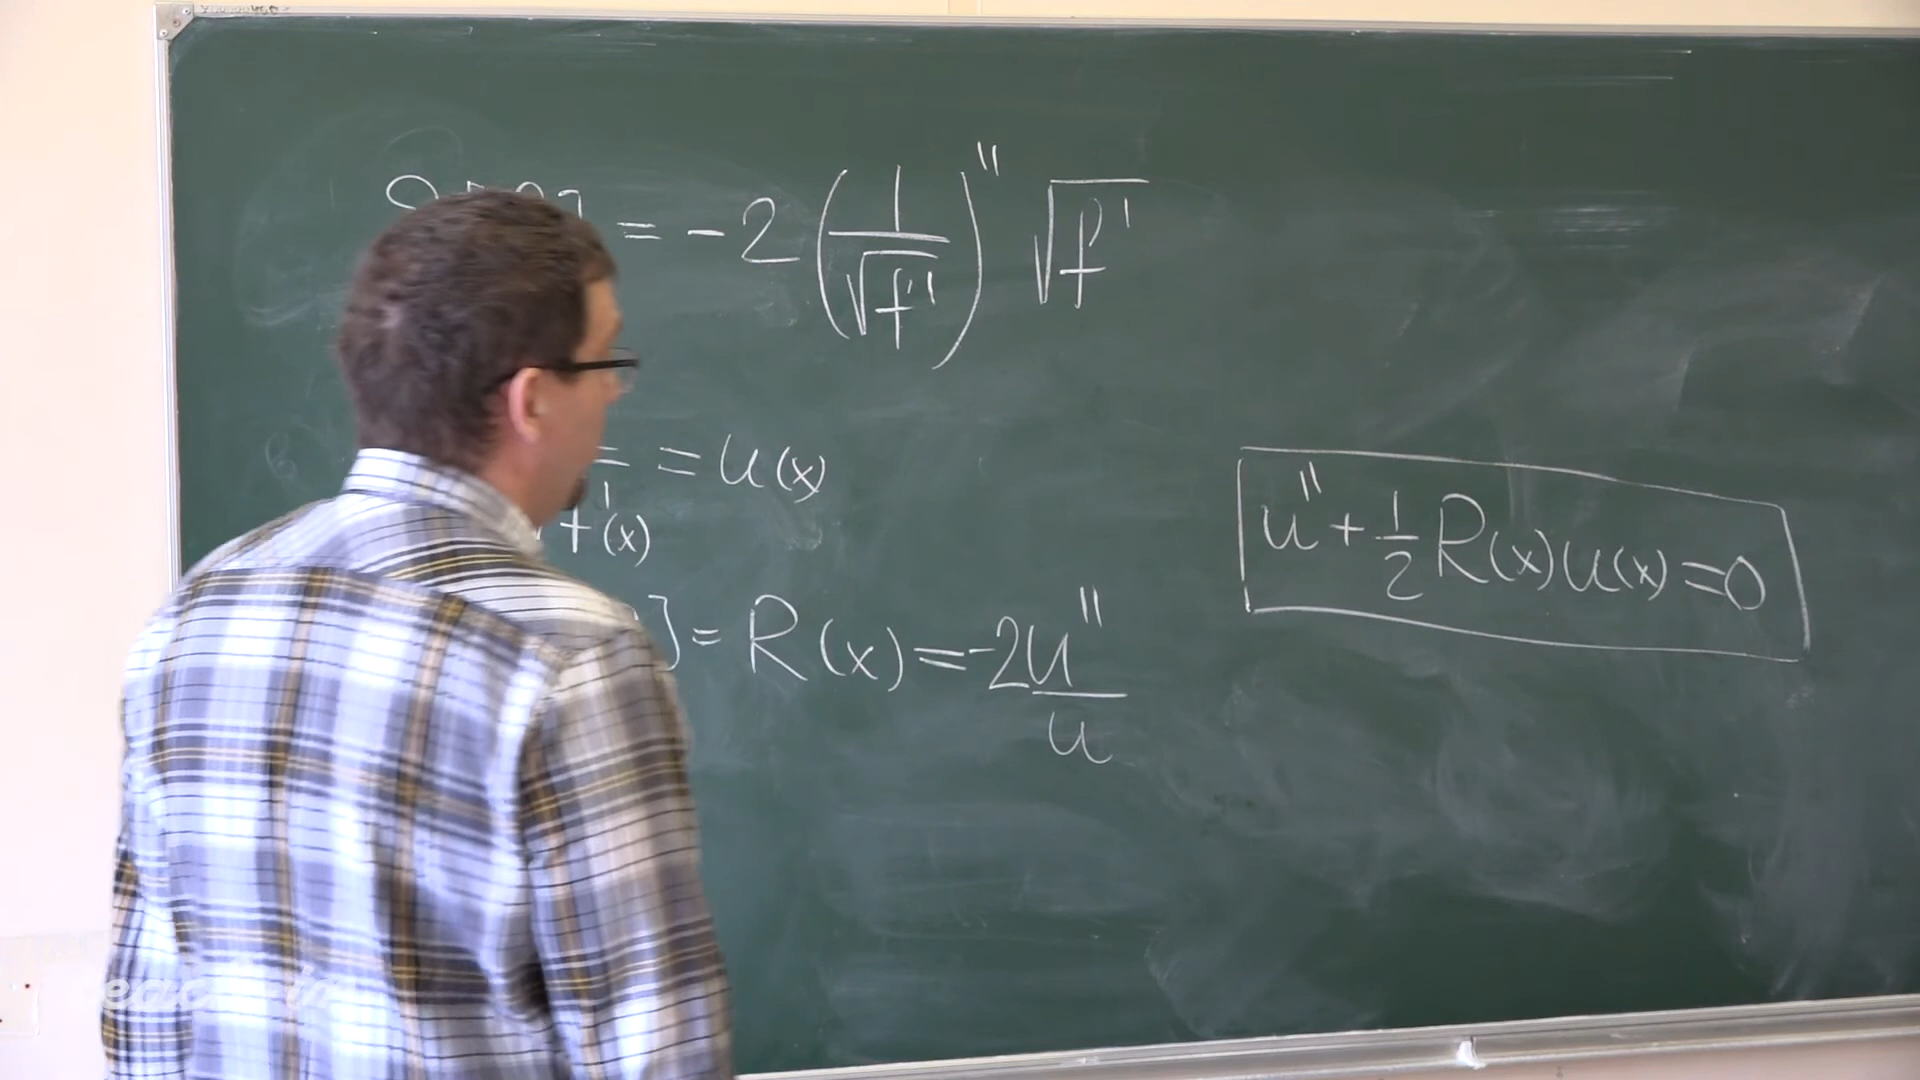 = -2 (1/√f')'' √f'
= u(x)
f'(x)
] = R(x) = -2u''/u
u'' + 1/2 R(x)u(x) = 0